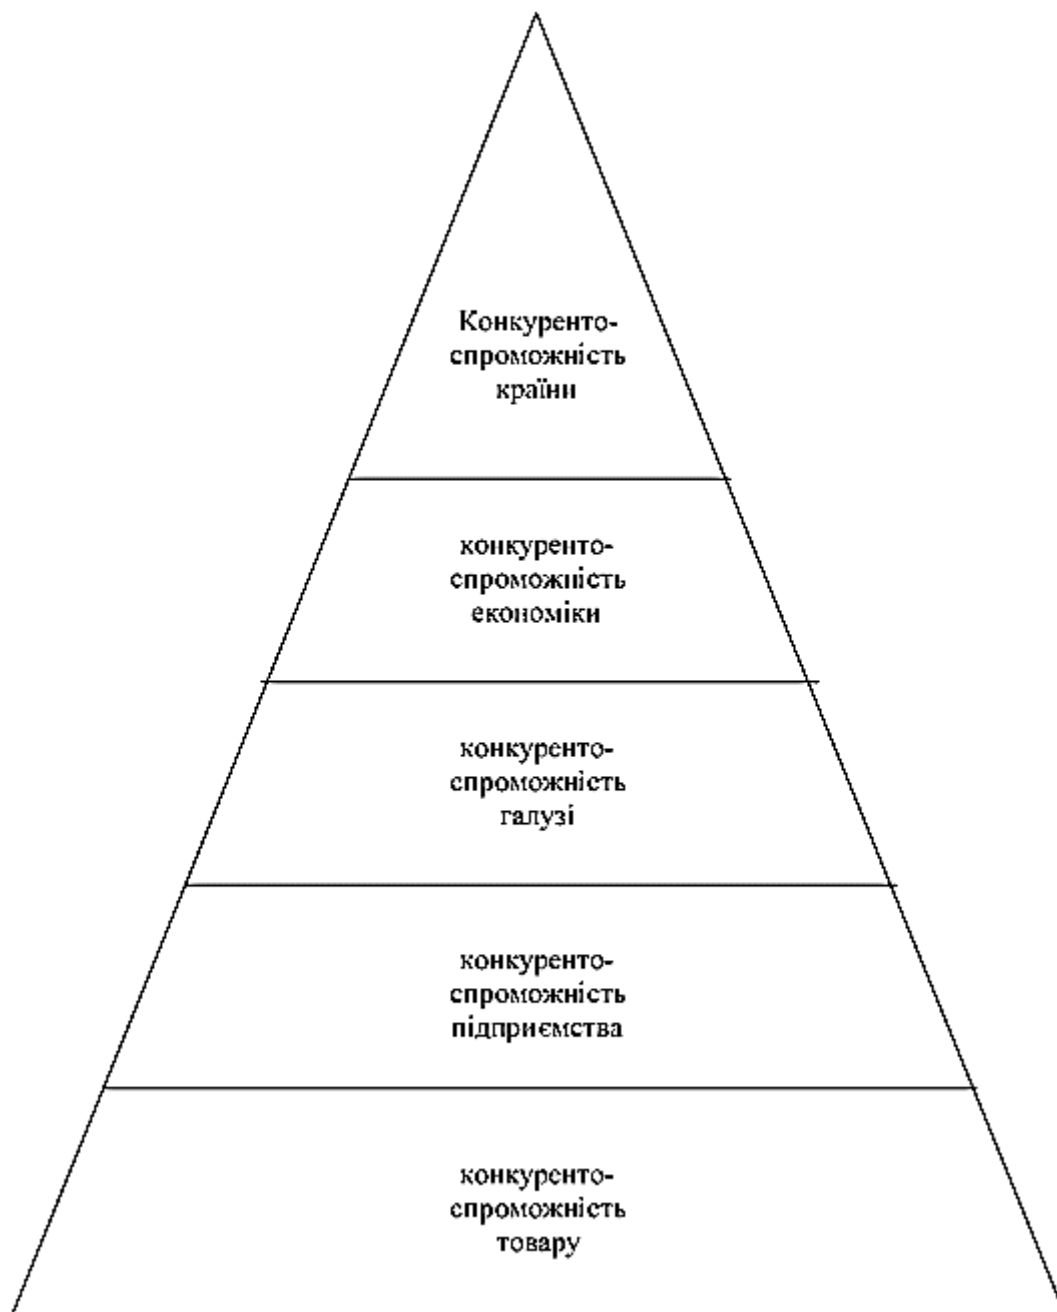 Конкуренто-
спроможність
країни
конкуренто-
спроможність
економіки
конкуренто-
спроможність
галузі
конкуренто-
спроможність
підприємства
конкуренто-
спроможність
товару